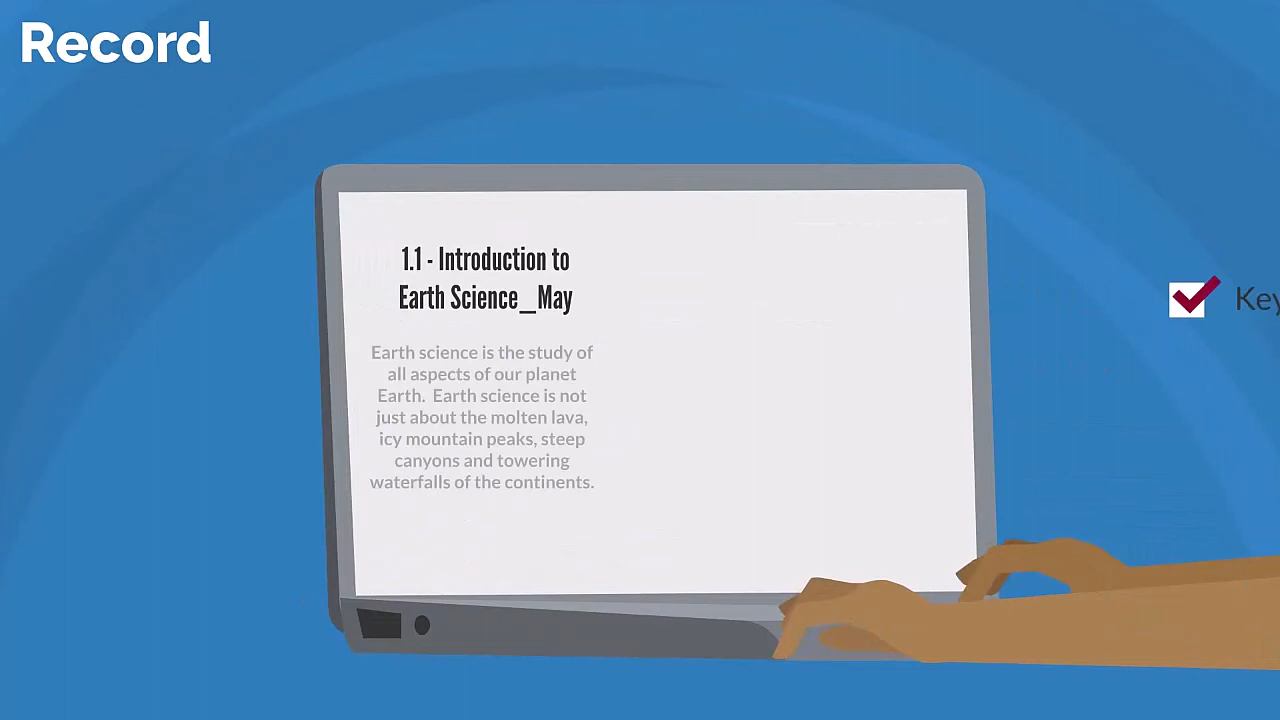 Record
1.1 - Introduction to
Earth Science_May
Earth science is the study of
all aspects of our planet
Earth. Earth science is not
just about the molten lava,
icy mountain peaks, steep
canyons and towering
waterfalls of the continents.
Key